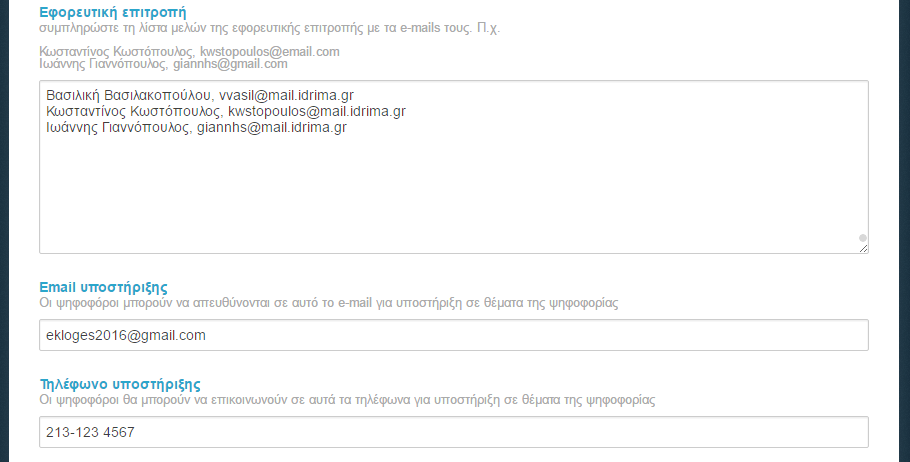 Εφορευτική επιτροπή
συμπληρώστε τη λίστα μελών της εφορευτικής επιτροπής με τα e-mails τους. Π.χ.
Κωσταντίνος Κωστόπουλος, kwstopoulos@email.com
Ιωάννης Γιαννόπουλος, giannhs@gmail.com
Βασιλική Βασιλακοπούλου, vvasil@mail.idrima.gr
Κωσταντίνος Κωστόπουλος, kwstopoulos@mail.idrima.gr
Ιωάννης Γιαννόπουλος, giannhs@mail.idrima.gr
Email υποστήριξης
Οι ψηφοφόροι μπορούν να απευθύνονται σε αυτό το e-mail για υποστήριξη σε θέματα της ψηφοφορίας
ekloges2016@gmail.com
Τηλέφωνο υποστήριξης
Οι ψηφοφόροι θα μπορούν να επικοινωνούν σε αυτά τα τηλέφωνα για υποστήριξη σε θέματα της ψηφοφορίας
213-123 4567